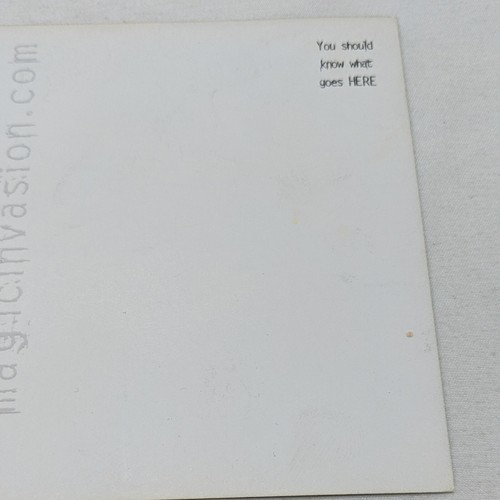 magicinvasion.com
You should
know what
goes HERE